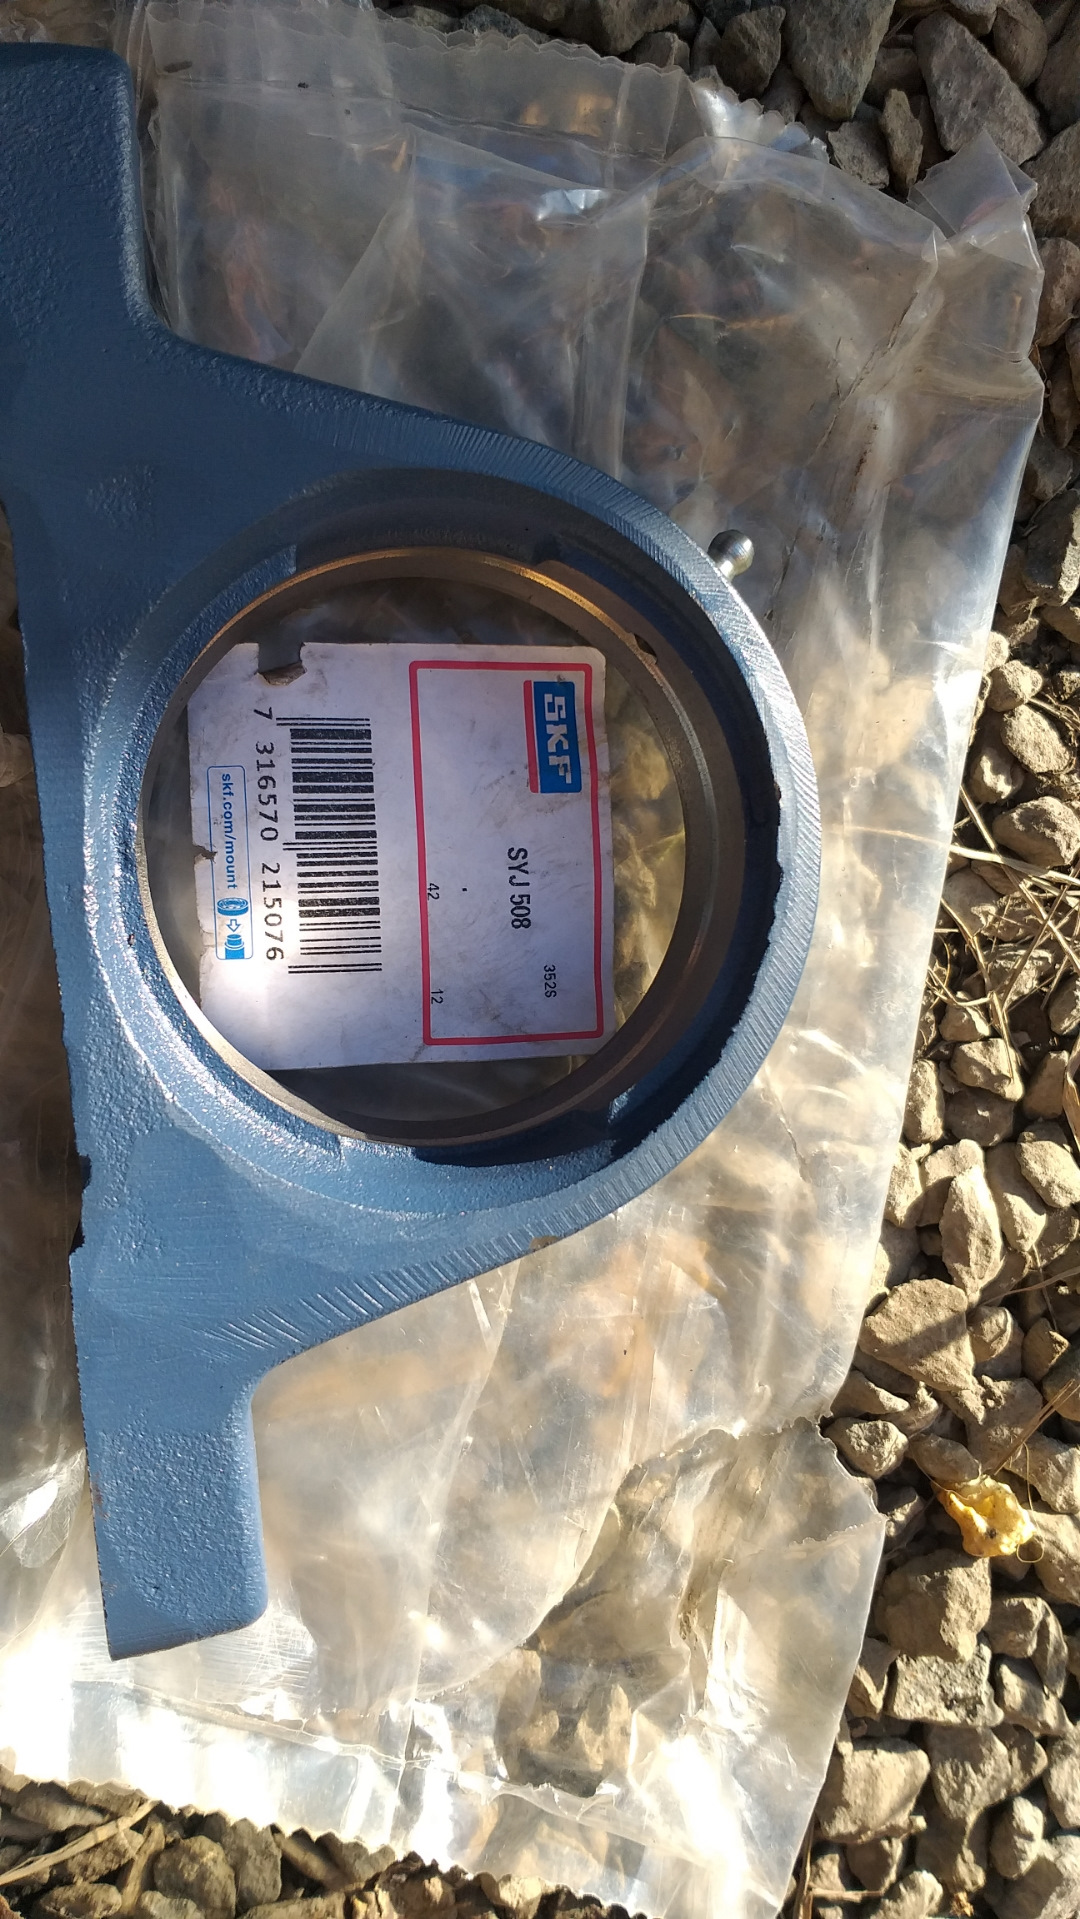 SKF
SYJ 508
352S
42
12
7 316570 215076
skf.com/mount